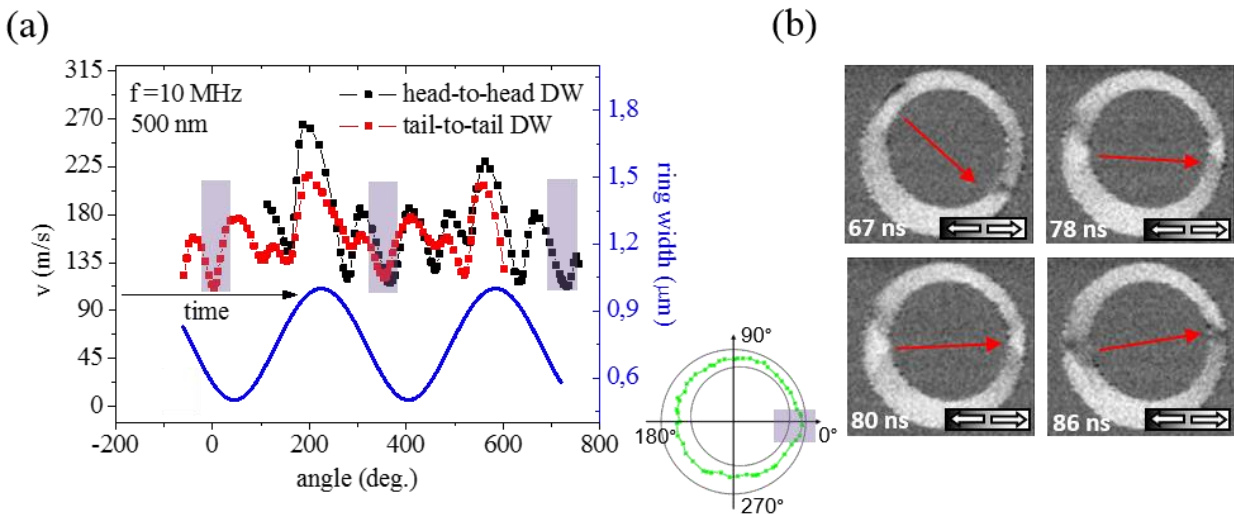 (a)
315
270
225
180
135
90
45
0
v (m/s)
f =10 MHz
500 nm
head-to-head DW
tail-to-tail DW
time
-200
0
200
400
600
800
angle (deg.)
1,8
1,5
1,2
0,9
0,6
ring width (μm)
90°
180°
0°
270°
(b)
67 ns
78 ns
80 ns
86 ns